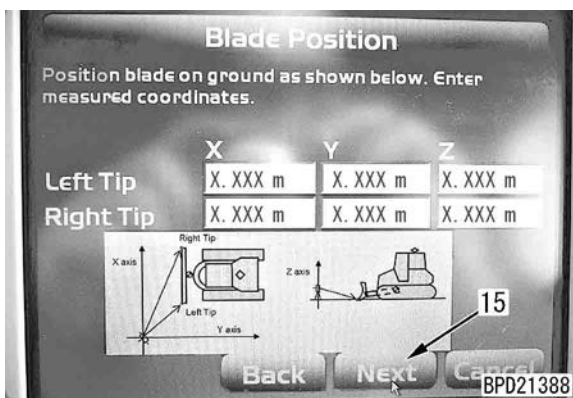 Blade Position
Position blade on ground as shown below. Enter
measured coordinates.
X Y Z
Left Tip X. XXX m X. XXX m X. XXX m
Right Tip X. XXX m X. XXX m X. XXX m
Right Tip
X axis
Z axis
Left Tip
Y axis
15
Back Next Cancel
BPD21388